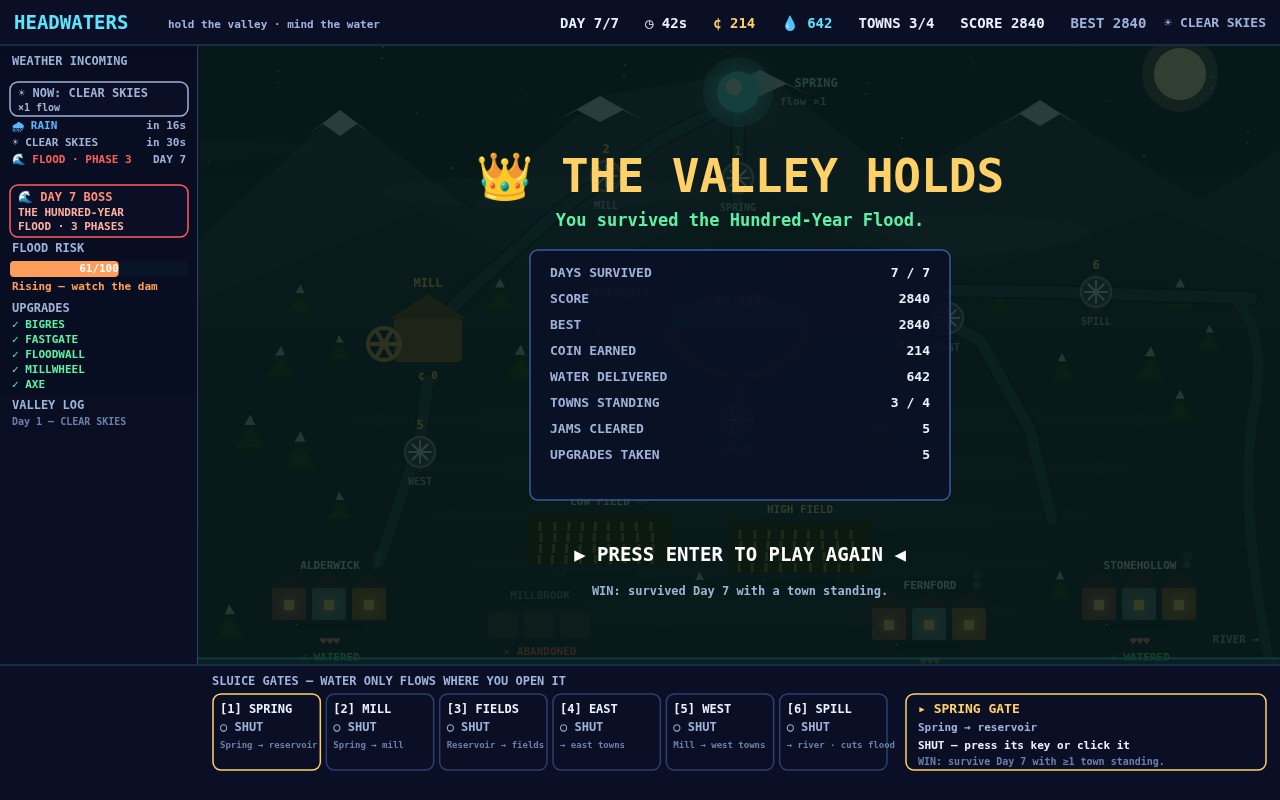 HEADWATERS hold the valley · mind the water DAY 7/7 ◷ 42s ¢ 214 💧 642 TOWNS 3/4 SCORE 2840 BEST 2840 ☀ CLEAR SKIES
WEATHER INCOMING
☀ NOW: CLEAR SKIES
×1 flow
🌧 RAIN in 16s
☀ CLEAR SKIES in 30s
🌊 FLOOD · PHASE 3 DAY 7
🌊 DAY 7 BOSS
THE HUNDRED-YEAR
FLOOD · 3 PHASES
FLOOD RISK
61/100
Rising — watch the dam
UPGRADES
✓ BIGRES
✓ FASTGATE
✓ FLOODWALL
✓ MILLWHEEL
✓ AXE
VALLEY LOG
Day 1 — CLEAR SKIES
SPRING
flow ×1
2
MILL
1
SPRING
👑 THE VALLEY HOLDS
You survived the Hundred-Year Flood.
DAYS SURVIVED 7 / 7
SCORE 2840
BEST 2840
COIN EARNED 214
WATER DELIVERED 642
TOWNS STANDING 3 / 4
JAMS CLEARED 5
UPGRADES TAKEN 5
MILL
¢ 0
5
WEST
6
SPILL
LOW FIELD
HIGH FIELD
▶ PRESS ENTER TO PLAY AGAIN ◀
WIN: survived Day 7 with a town standing.
ALDERWICK
♥♥♥
✓ WATERED
MILLBROOK
✕ ABANDONED
FERNFORD
♥♥♥
STONEHOLLOW
♥♥♥
✓ WATERED
RIVER →
SLUICE GATES — WATER ONLY FLOWS WHERE YOU OPEN IT
[1] SPRING
○ SHUT
Spring → reservoir
[2] MILL
○ SHUT
Spring → mill
[3] FIELDS
○ SHUT
Reservoir → fields
[4] EAST
○ SHUT
→ east towns
[5] WEST
○ SHUT
Mill → west towns
[6] SPILL
○ SHUT
→ river · cuts flood
▸ SPRING GATE
Spring → reservoir
SHUT — press its key or click it
WIN: survive Day 7 with ≥1 town standing.